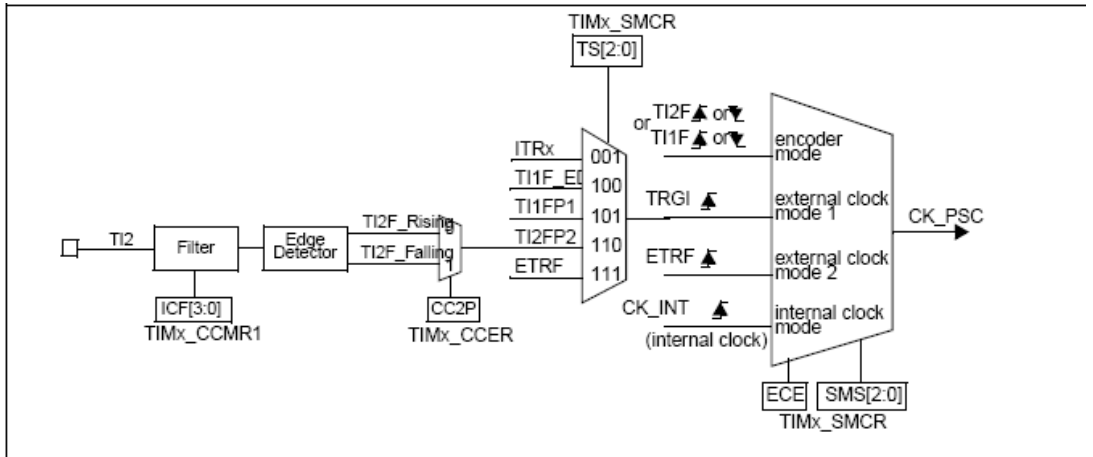 TIMx_SMCR
TS[2:0]
or TI2F or
TI1F or
encoder
mode
ITRx
001
TI1F_ED
100
TI1FP1
101
TRGI
external clock
mode 1
CK_PSC
TI2
Filter
Edge
Detector
TI2F_Rising
0
TI2F_Falling
1
TI2FP2
110
ETRF
111
ETRF
external clock
mode 2
CK_INT
(internal clock)
internal clock
mode
ICF[3:0]
TIMx_CCMR1
CC2P
TIMx_CCER
ECE
SMS[2:0]
TIMx_SMCR